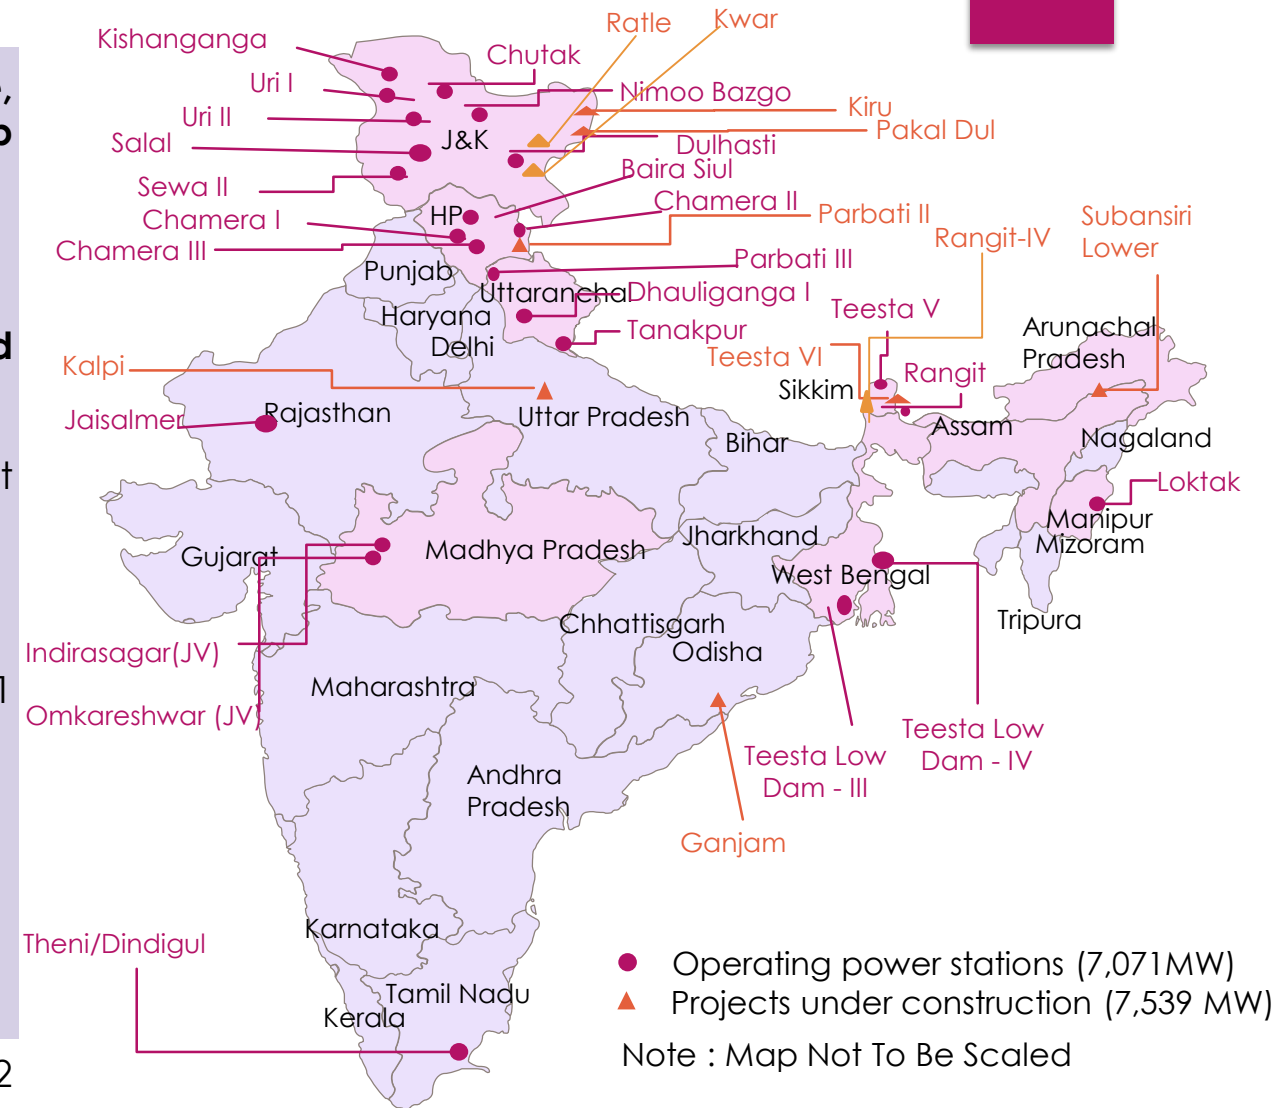 Ratle
Kwar
Kishanganga
Chutak
Uri I
Nimoo Bazgo
Kiru
Uri II
Pakal Dul
Salal
J&K
Dulhasti
Baira Siul
Sewa II
Chamera II
Chamera I
HP
Parbati II
Subansiri
Lower
Rangit-IV
Chamera III
Parbati III
Punjab
Uttaranchal
Dhauliganga I
Teesta V
Haryana
Delhi
Tanakpur
Arunachal
Pradesh
Teesta VI
Kalpi
Rangit
Sikkim
Jaisalmer
Rajasthan
Uttar Pradesh
Bihar
Assam
Nagaland
Loktak
Manipur
Mizoram
Gujarat
Madhya Pradesh
Jharkhand
West Bengal
Chhattisgarh
Tripura
Odisha
Indirasagar(JV)
Maharashtra
Omkareshwar (JV)
Teesta Low
Dam - III
Teesta Low
Dam - IV
Andhra
Pradesh
Ganjam
Karnataka
Theni/Dindigul
Tamil Nadu
Kerala
Operating power stations (7,071MW)
Projects under construction (7,539 MW)
Note : Map Not To Be Scaled